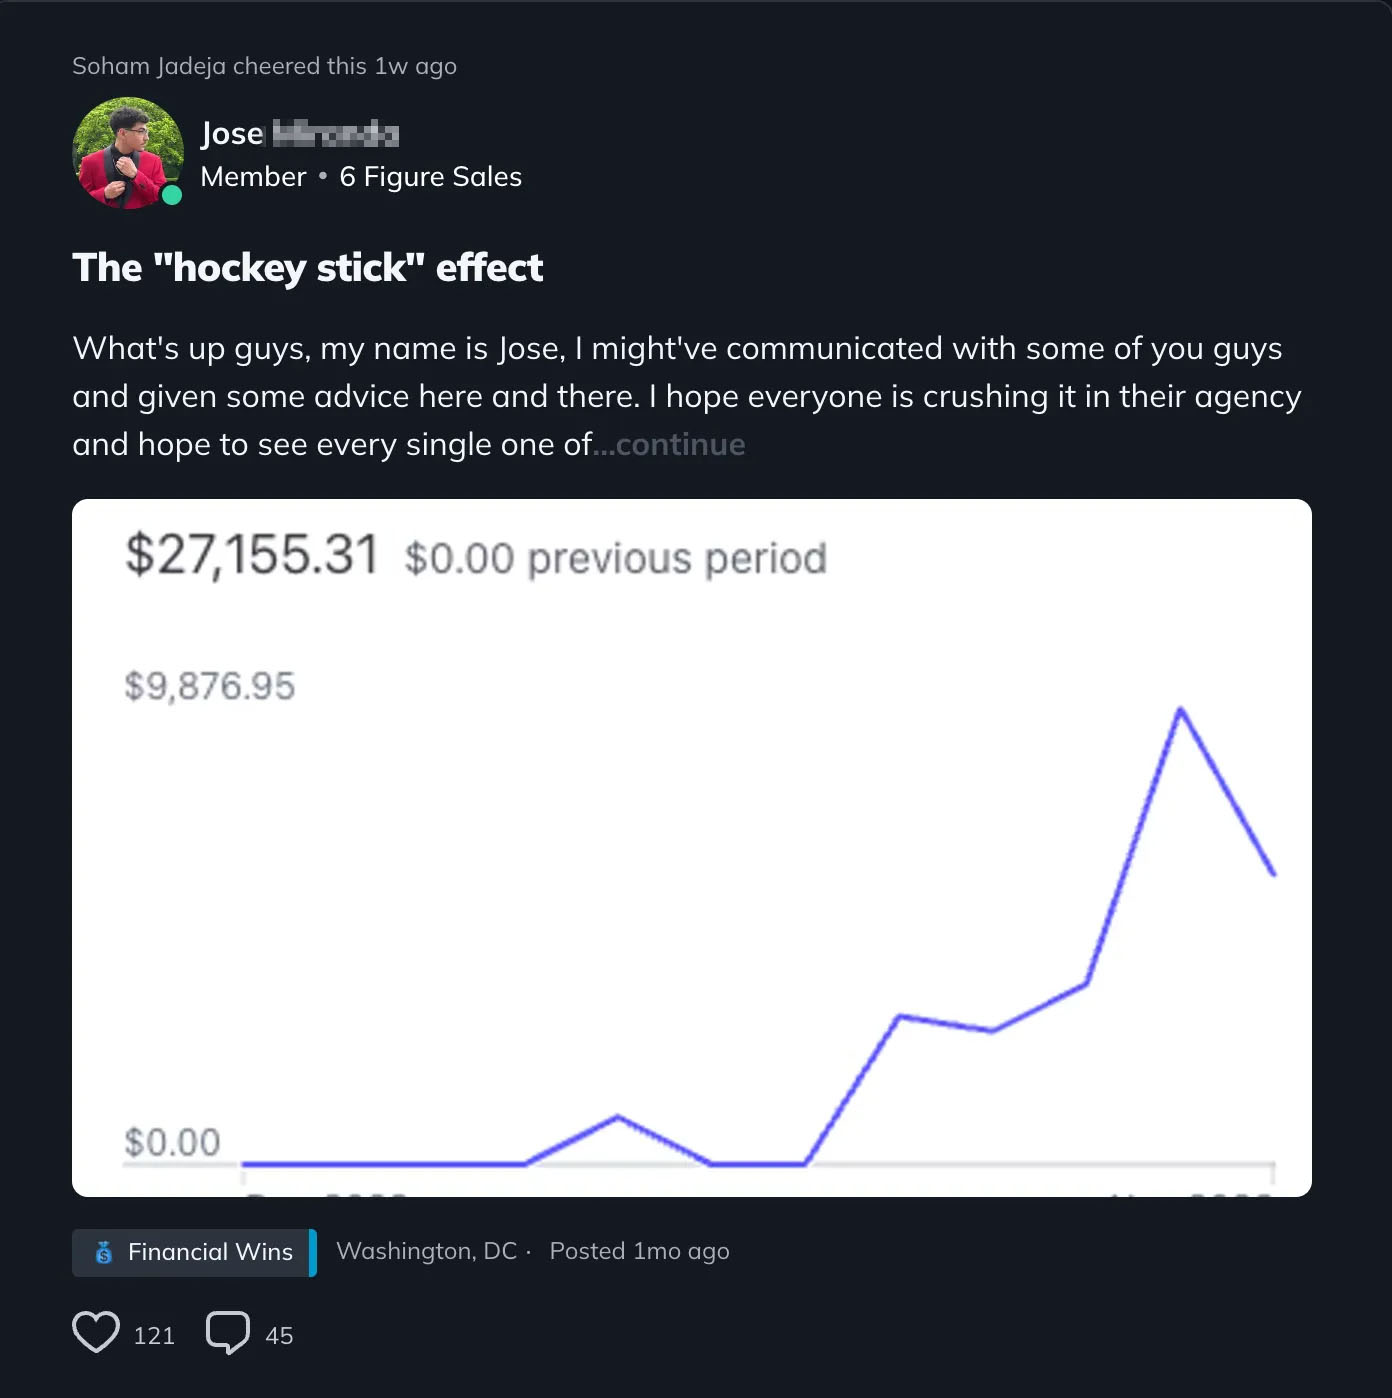 Soham Jadeja cheered this 1w ago
Jose
Member • 6 Figure Sales
The "hockey stick" effect
What's up guys, my name is Jose, I might've communicated with some of you guys
and given some advice here and there. I hope everyone is crushing it in their agency
and hope to see every single one of...continue
$27,155.31 $0.00 previous period
$9,876.95
$0.00
Financial Wins Washington, DC · Posted 1mo ago
121 45